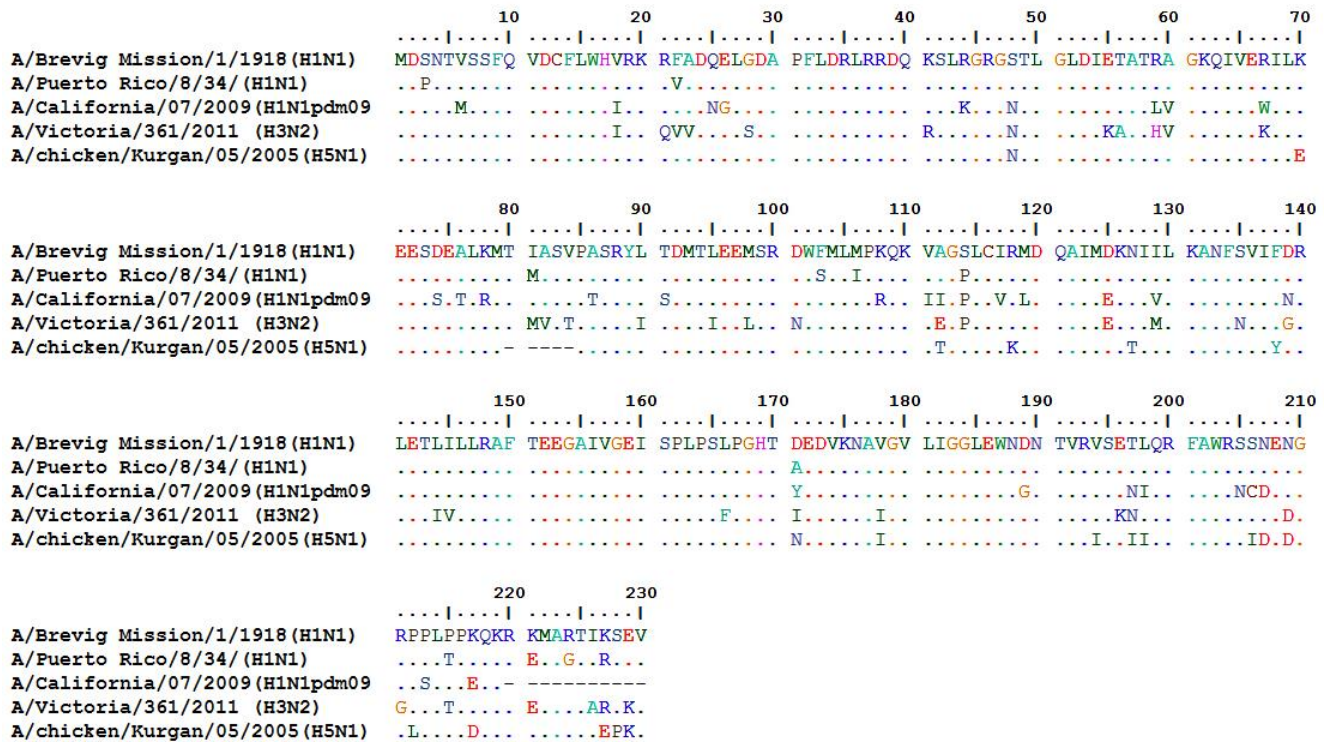 10 20 30 40 50 60 70
....|....| ....|....| ....|....| ....|....| ....|....| ....|....| ....|....|
A/Brevig Mission/1/1918(H1N1) MDSNTVSSFQ VDCFLWHVRK RFADQELGDA PFLDRLRRDQ KSLRGRGSTL GLDIETATRA GKQIVERILK
A/Puerto Rico/8/34/(H1N1) ..P....... .......... .V........ .......... .......... .......... ..........
A/California/07/2009(H1N1pdm09 .....M.... .......I.. ....NG.... .......... ...K...N.. ........LV ......W...
A/Victoria/361/2011 (H3N2) .......... .......I.. QVV....S.. .......... R......N.. ....KA..HV ......K...
A/chicken/Kurgan/05/2005(H5N1) .......... .......... .......... .......... .......N.. .......... .........E
80 90 100 110 120 130 140
....|....| ....|....| ....|....| ....|....| ....|....| ....|....| ....|....|
A/Brevig Mission/1/1918(H1N1) EESDEALKMT IASVPASRYL TDMTLEEMSR DWFMLMPKQK VAGSLCIRMD QAIMDKNIIL KANFSVIFDR
A/Puerto Rico/8/34/(H1N1) .......... M......... .......... ..S..I.... ...P...... .......... ..........
A/California/07/2009(H1N1pdm09 ...S.T.R.. .....T.... S......... .......R.. II.P..V.L. ....E...V. ........N.
A/Victoria/361/2011 (H3N2) .......... MV.T.....I ....I..L.. N......... .E.P...... ....E...M. ....N...G.
A/chicken/Kurgan/05/2005(H5N1) .........- ----...... .......... .......... .T.....K.. ......T... .......Y..
150 160 170 180 190 200 210
....|....| ....|....| ....|....| ....|....| ....|....| ....|....| ....|....|
A/Brevig Mission/1/1918(H1N1) LETLILLRAF TEEGAIVGEI SPLPSLPGHT DEDVKNAVGV LIGGLEWNDN TVRVSETLQR FAWRSSNENG
A/Puerto Rico/8/34/(H1N1) .......... .......... .......... A......... .......... .......... ..........
A/California/07/2009(H1N1pdm09 .......... .......... .......... Y......... ........G. ......NI.. ....NCD...
A/Victoria/361/2011 (H3N2) ...IV..... .......... .....F.... I......I.. .......... .....KN... ........D.
A/chicken/Kurgan/05/2005(H5N1) .......... .......... .......... N......I.. .......... ...I..II.. .....ID.D.
220 230
....|....| ....|....|
A/Brevig Mission/1/1918(H1N1) RPPLPPKQKR KMARTIKSEV
A/Puerto Rico/8/34/(H1N1) ....T..... E..G..R...
A/California/07/2009(H1N1pdm09 ..S...E..- ----------
A/Victoria/361/2011 (H3N2) G...T..... E....AR.K.
A/chicken/Kurgan/05/2005(H5N1) .L....D... ......EPK.